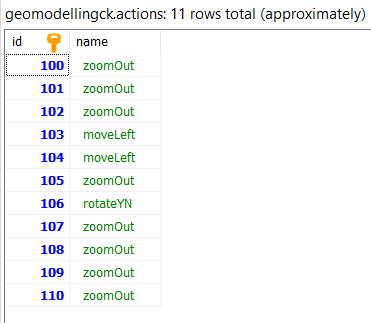 geomodellingck.actions: 11 rows total (approximately)
id name
100 zoomOut
101 zoomOut
102 zoomOut
103 moveLeft
104 moveLeft
105 zoomOut
106 rotateYN
107 zoomOut
108 zoomOut
109 zoomOut
110 zoomOut